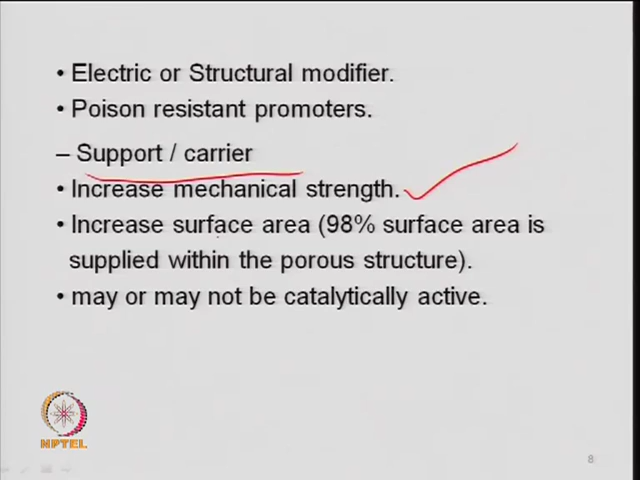 • Electric or Structural modifier.
• Poison resistant promoters.
– Support / carrier
• Increase mechanical strength.
• Increase surface area (98% surface area is
supplied within the porous structure).
• may or may not be catalytically active.
NPTEL
8